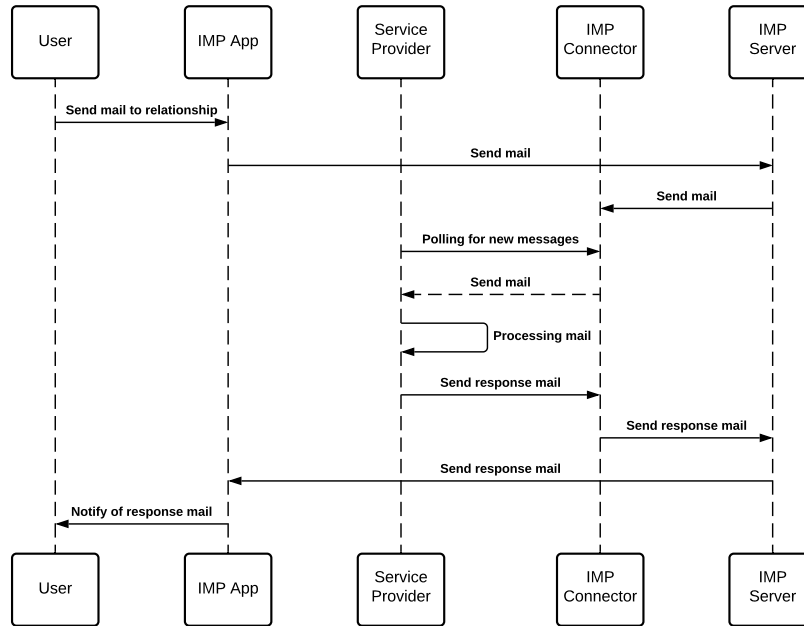 User
IMP App
Service
Provider
IMP
Connector
IMP
Server
Send mail to relationship
Send mail
Send mail
Polling for new messages
Send mail
Processing mail
Send response mail
Send response mail
Send response mail
Notify of response mail
User
IMP App
Service
Provider
IMP
Connector
IMP
Server